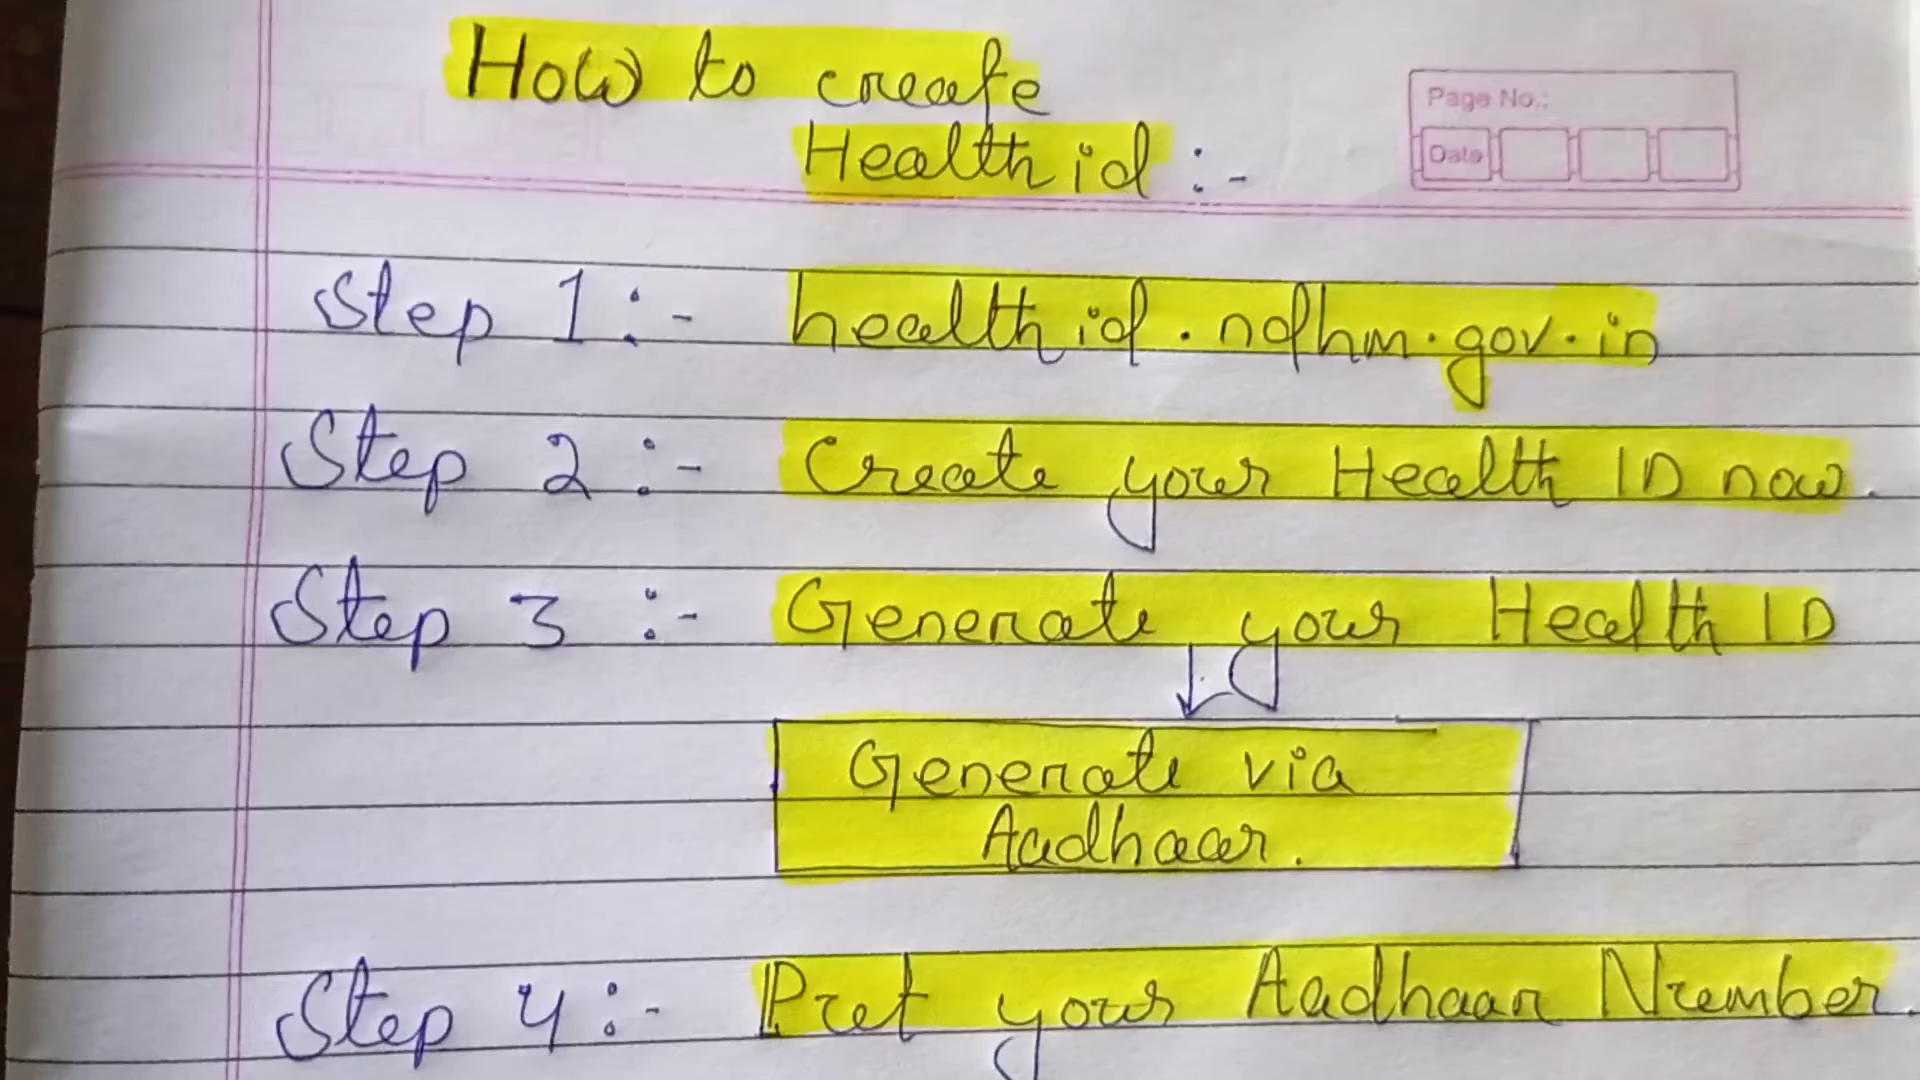 How to create
Health id :-
Page No.:
Date
Step 1 :- healthid.ndhm.gov.in
Step 2 :- Create your Health ID now.
Step 3 :- Generate your Health ID
Generate via
Aadhaar.
Step 4 :- Put your Aadhaar Number.